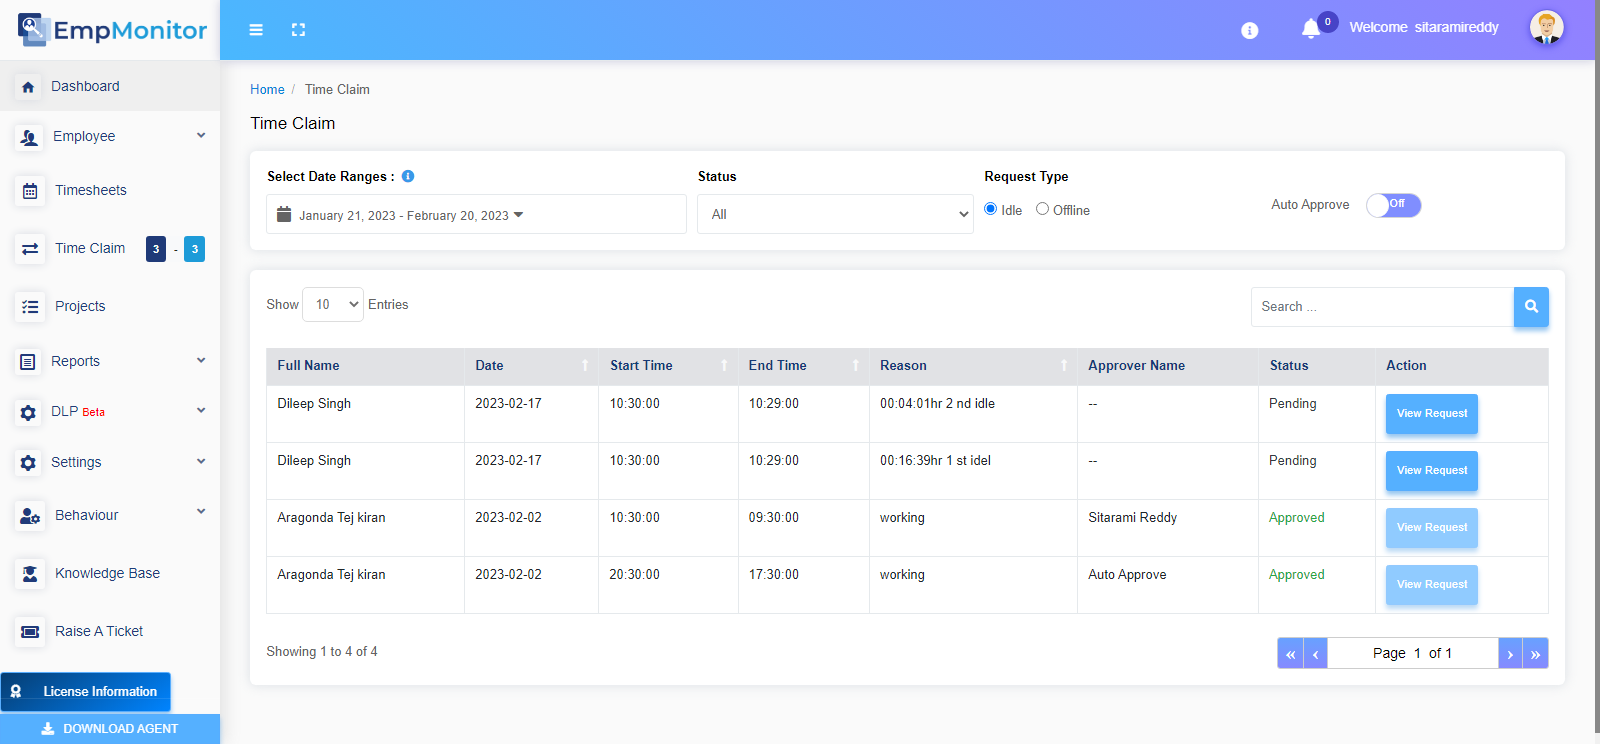 EmpMonitor
0
Welcome sitaramireddy
Dashboard
Employee
Timesheets
Time Claim 3 - 3
Projects
Reports
DLP Beta
Settings
Behaviour
Knowledge Base
Raise A Ticket
License Information
DOWNLOAD AGENT
Home / Time Claim
Time Claim
Select Date Ranges :
January 21, 2023 - February 20, 2023
Status
All
Request Type
Idle Offline
Auto Approve Off
Show 10 Entries
Search ...
Full Name Date Start Time End Time Reason Approver Name Status Action
Dileep Singh 2023-02-17 10:30:00 10:29:00 00:04:01hr 2 nd idle -- Pending View Request
Dileep Singh 2023-02-17 10:30:00 10:29:00 00:16:39hr 1 st idel -- Pending View Request
Aragonda Tej kiran 2023-02-02 10:30:00 09:30:00 working Sitarami Reddy Approved View Request
Aragonda Tej kiran 2023-02-02 20:30:00 17:30:00 working Auto Approve Approved View Request
Showing 1 to 4 of 4
« ‹ Page 1 of 1 › »